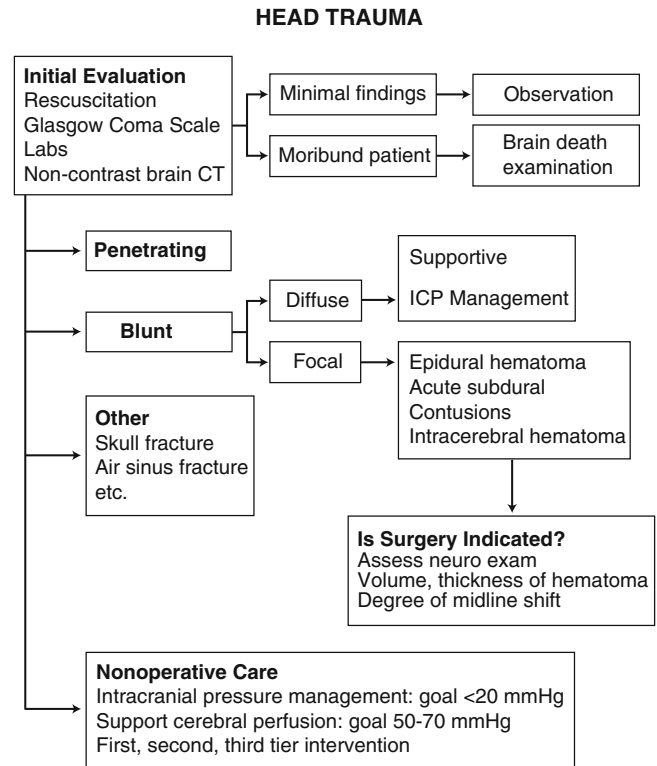 HEAD TRAUMA
Initial Evaluation
Rescuscitation
Glasgow Coma Scale
Labs
Non-contrast brain CT
Minimal findings
Observation
Moribund patient
Brain death
examination
Penetrating
Blunt
Diffuse
Supportive
ICP Management
Focal
Epidural hematoma
Acute subdural
Contusions
Intracerebral hematoma
Other
Skull fracture
Air sinus fracture
etc.
Is Surgery Indicated?
Assess neuro exam
Volume, thickness of hematoma
Degree of midline shift
Nonoperative Care
Intracranial pressure management: goal <20 mmHg
Support cerebral perfusion: goal 50-70 mmHg
First, second, third tier intervention